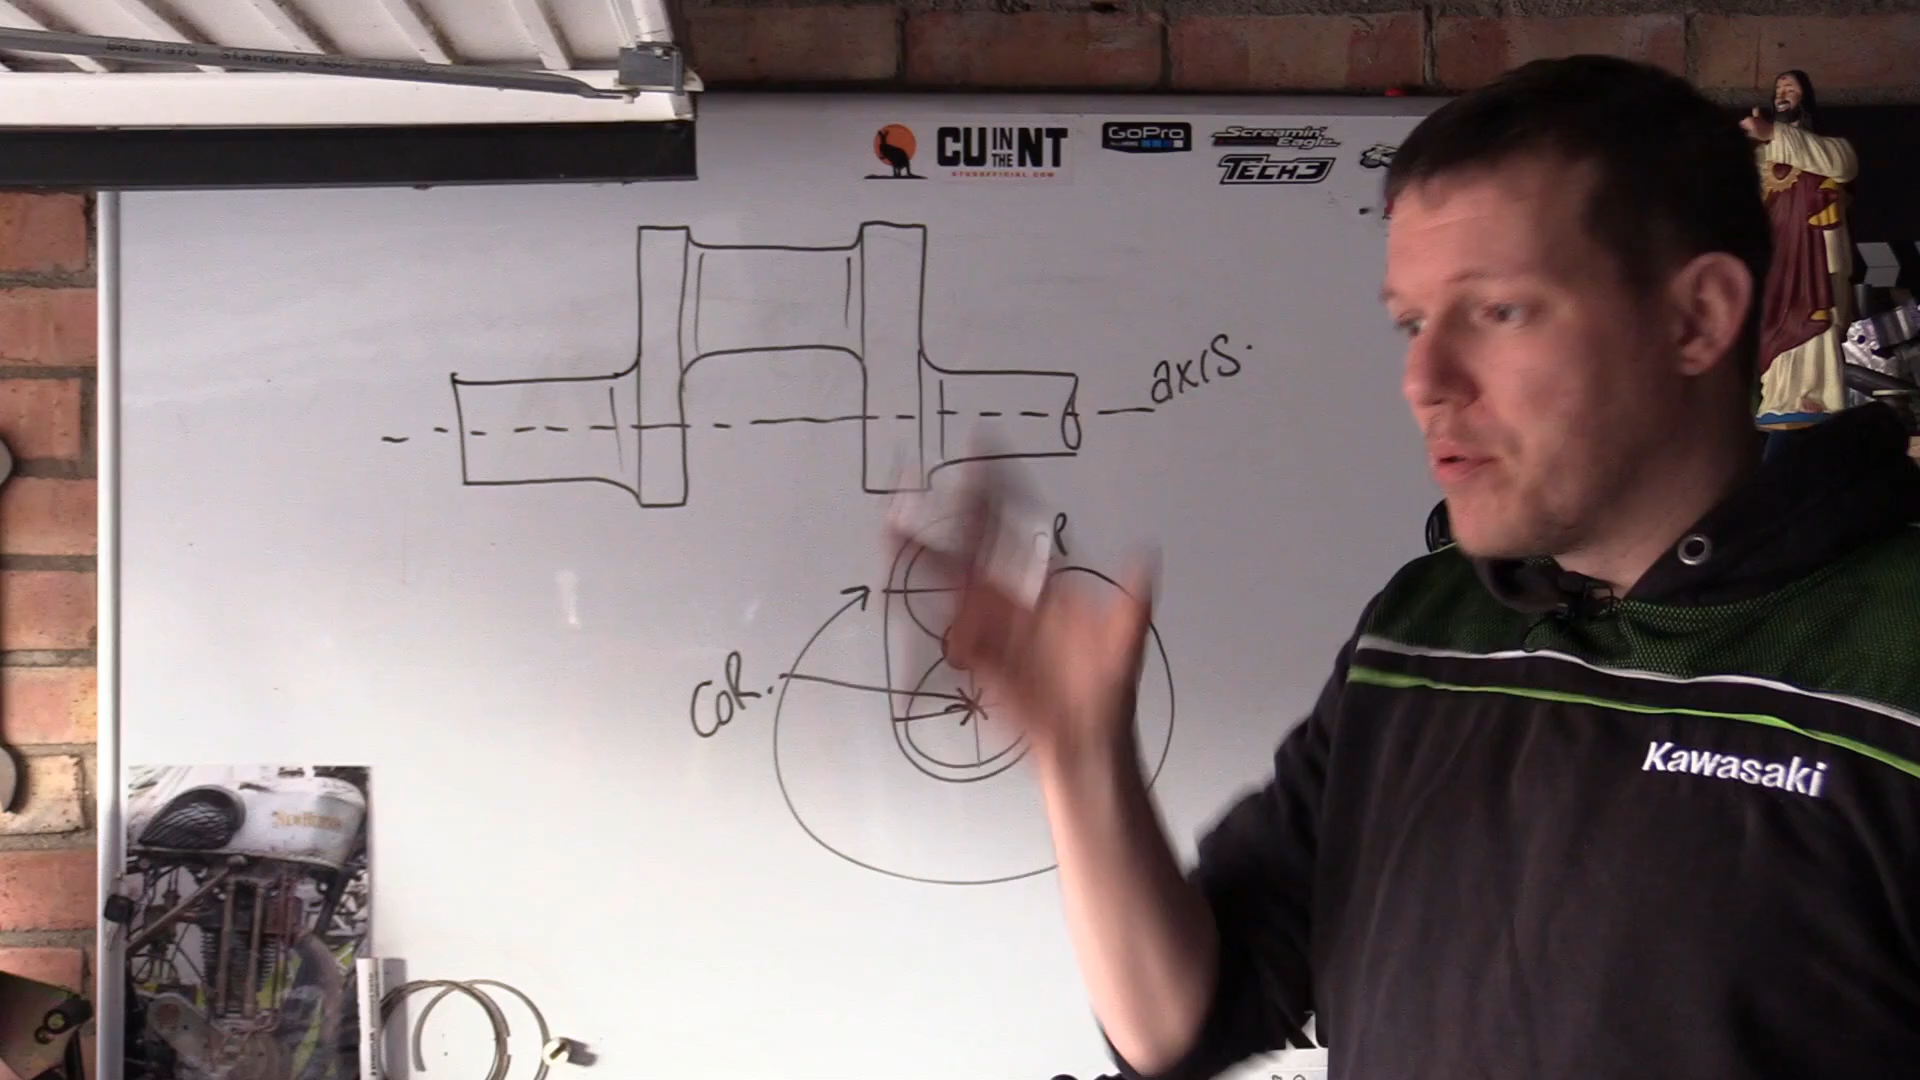 CU IN THE NT
GoPro
Screamin' Eagle
TECH3
axis.
P
COR.
Kawasaki